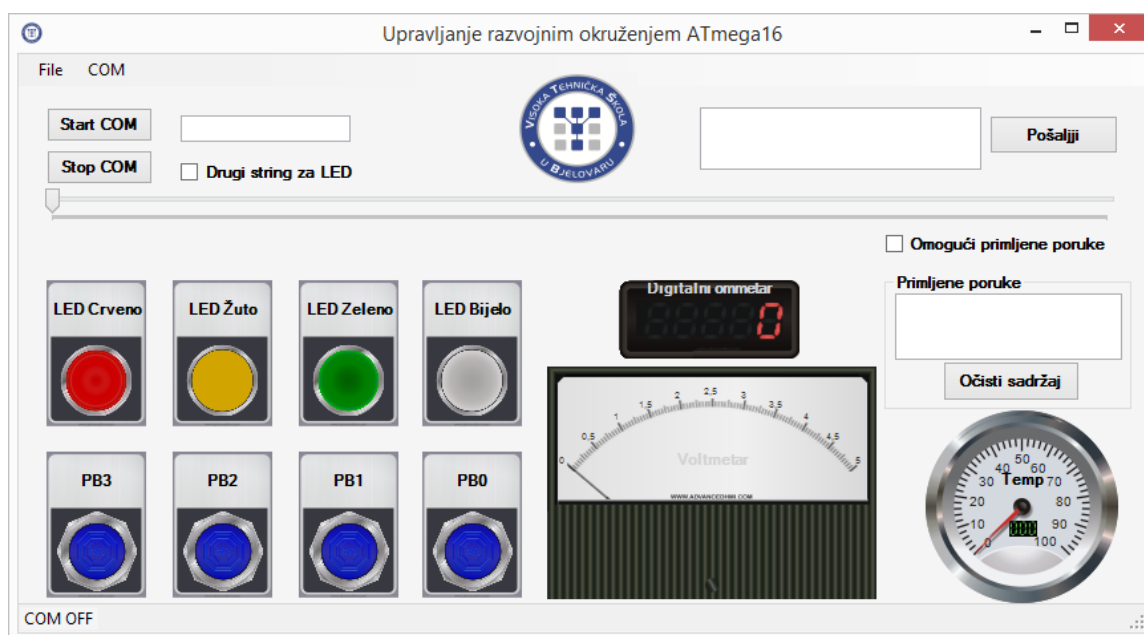 Upravljanje razvojnim okruženjem ATmega16
File COM
VISOKA TEHNIČKA ŠKOLA
U BJELOVARU
Start COM
Pošaljji
Stop COM
Drugi string za LED
Omogući primljene poruke
Primljene poruke
Očisti sadržaj
LED Crveno
LED Žuto
LED Zeleno
LED Bijelo
Digitalni ommetar
0
0 0,5 1 1,5 2 2,5 3 3,5 4 4,5 5
Voltmetar
WWW.ADVANCEDHMI.COM
PB3
PB2
PB1
PB0
0 10 20 30 40 50 60 70 80 90 100
Temp
000
COM OFF